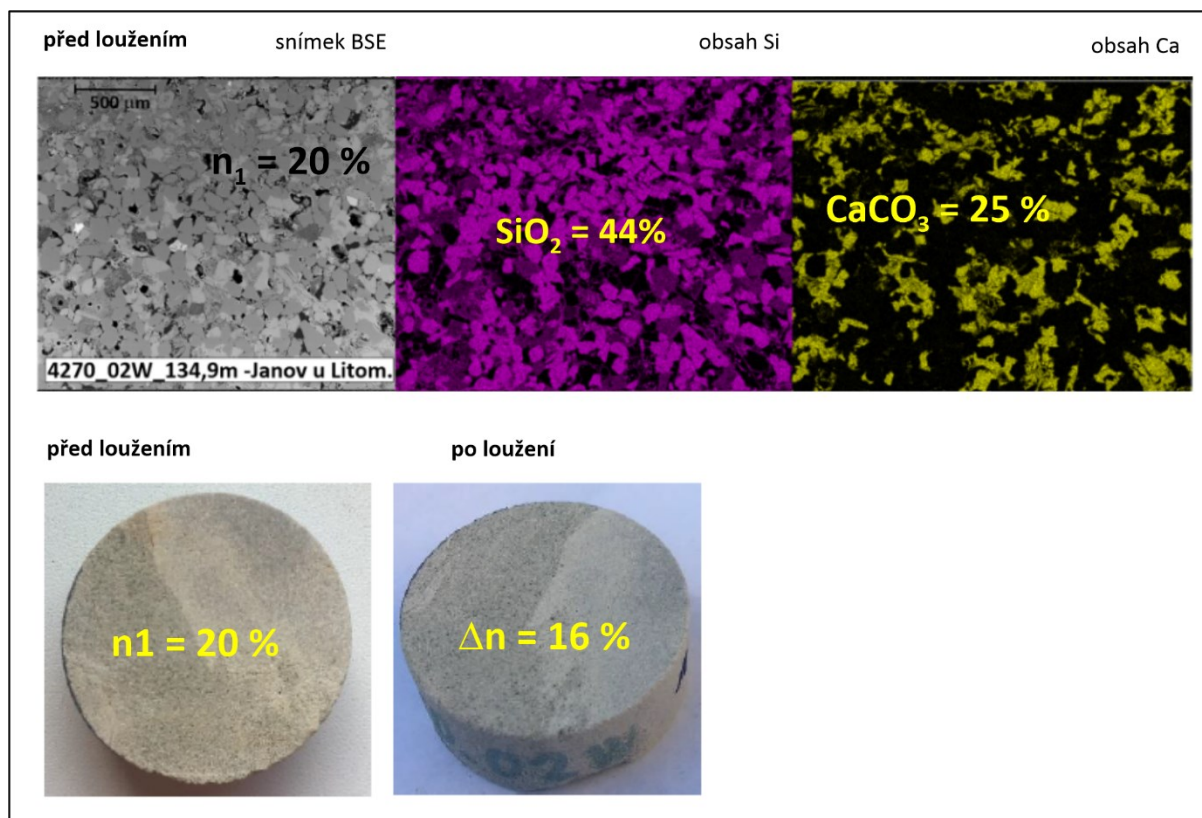 před loužením
snímek BSE
obsah Si
obsah Ca
500 µm
n₁ = 20 %
SiO₂ = 44%
CaCO₃ = 25 %
4270_02W_134,9m -Janov u Litom.
před loužením
po loužení
n1 = 20 %
Δn = 16 %
-02 W